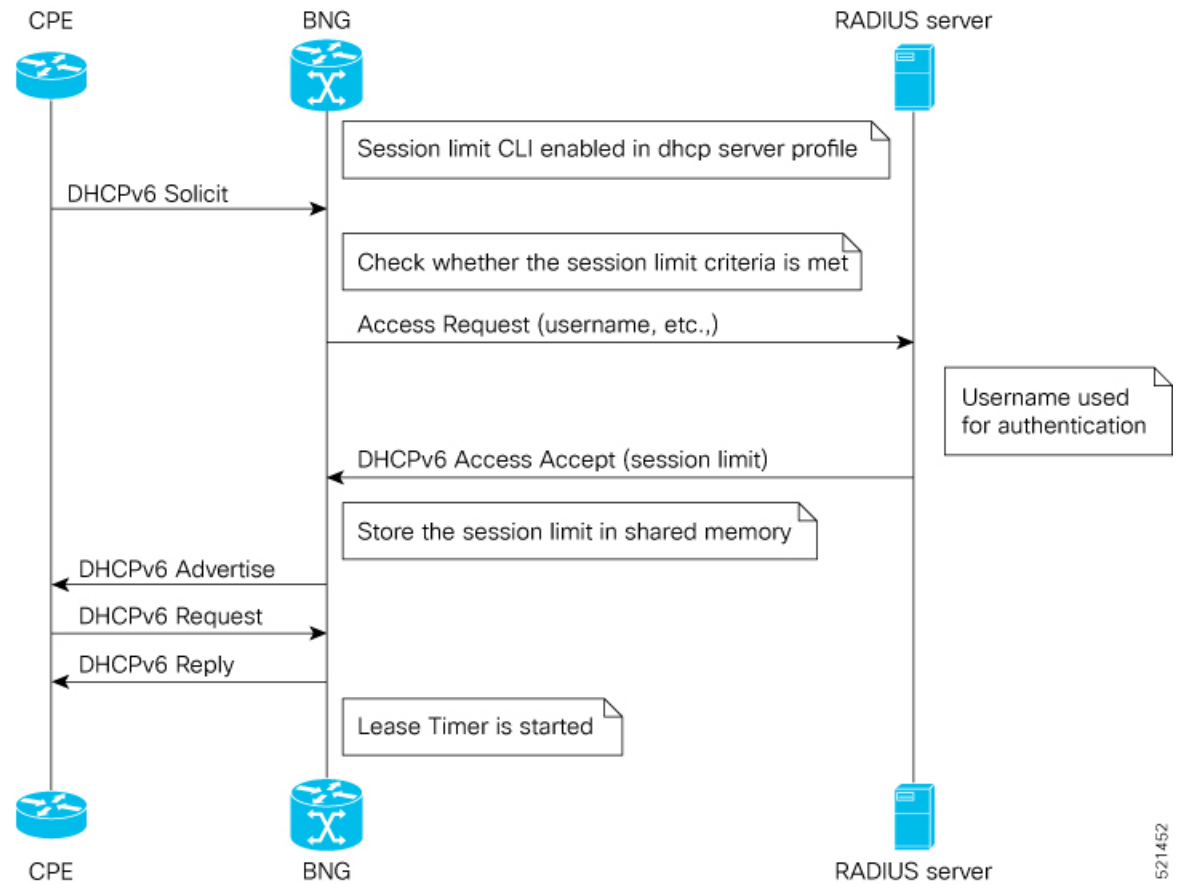 CPE
BNG
RADIUS server
Session limit CLI enabled in dhcp server profile
DHCPv6 Solicit
Check whether the session limit criteria is met
Access Request (username, etc.,)
Username used
for authentication
DHCPv6 Access Accept (session limit)
Store the session limit in shared memory
DHCPv6 Advertise
DHCPv6 Request
DHCPv6 Reply
Lease Timer is started
CPE
BNG
RADIUS server
521452